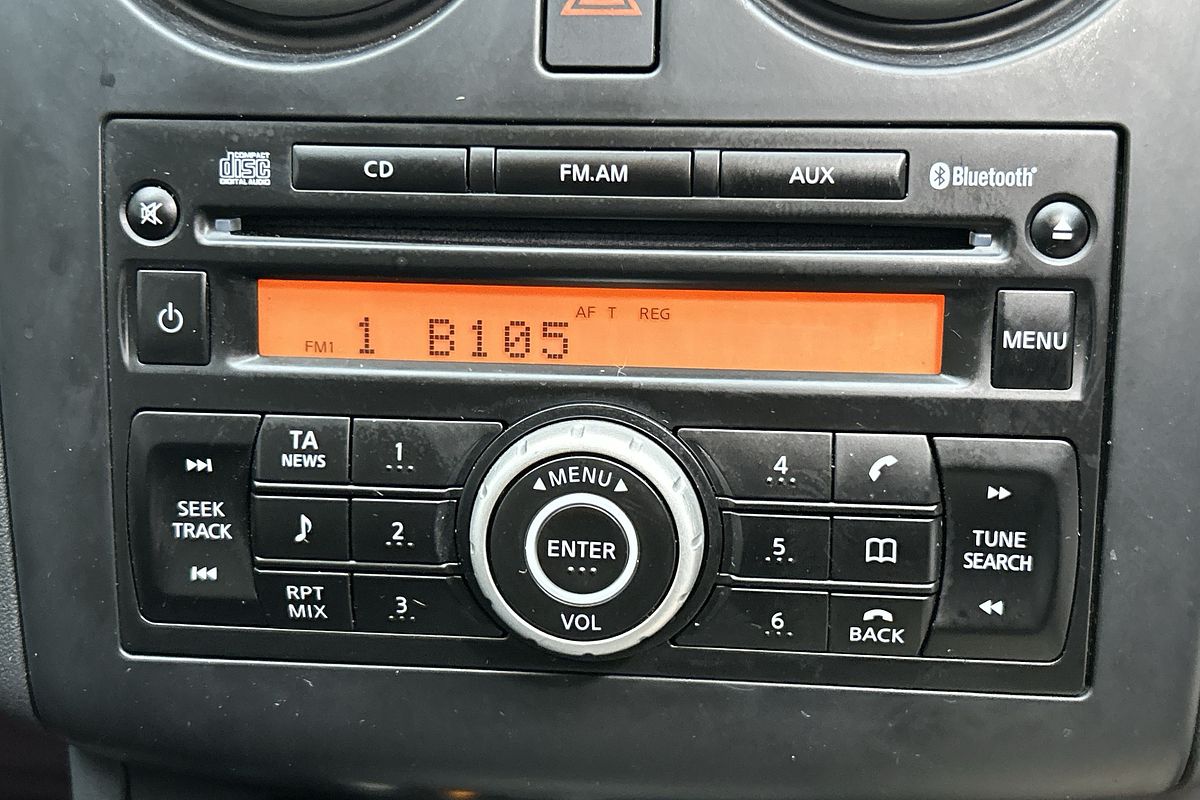 COMPACT
disc
DIGITAL AUDIO
CD
FM.AM
AUX
Bluetooth®
AF T REG
FM1 1 B105
MENU
SEEK
TRACK
TA
NEWS
RPT
MIX
1
2
3
MENU
ENTER
VOL
4
5
6
BACK
TUNE
SEARCH